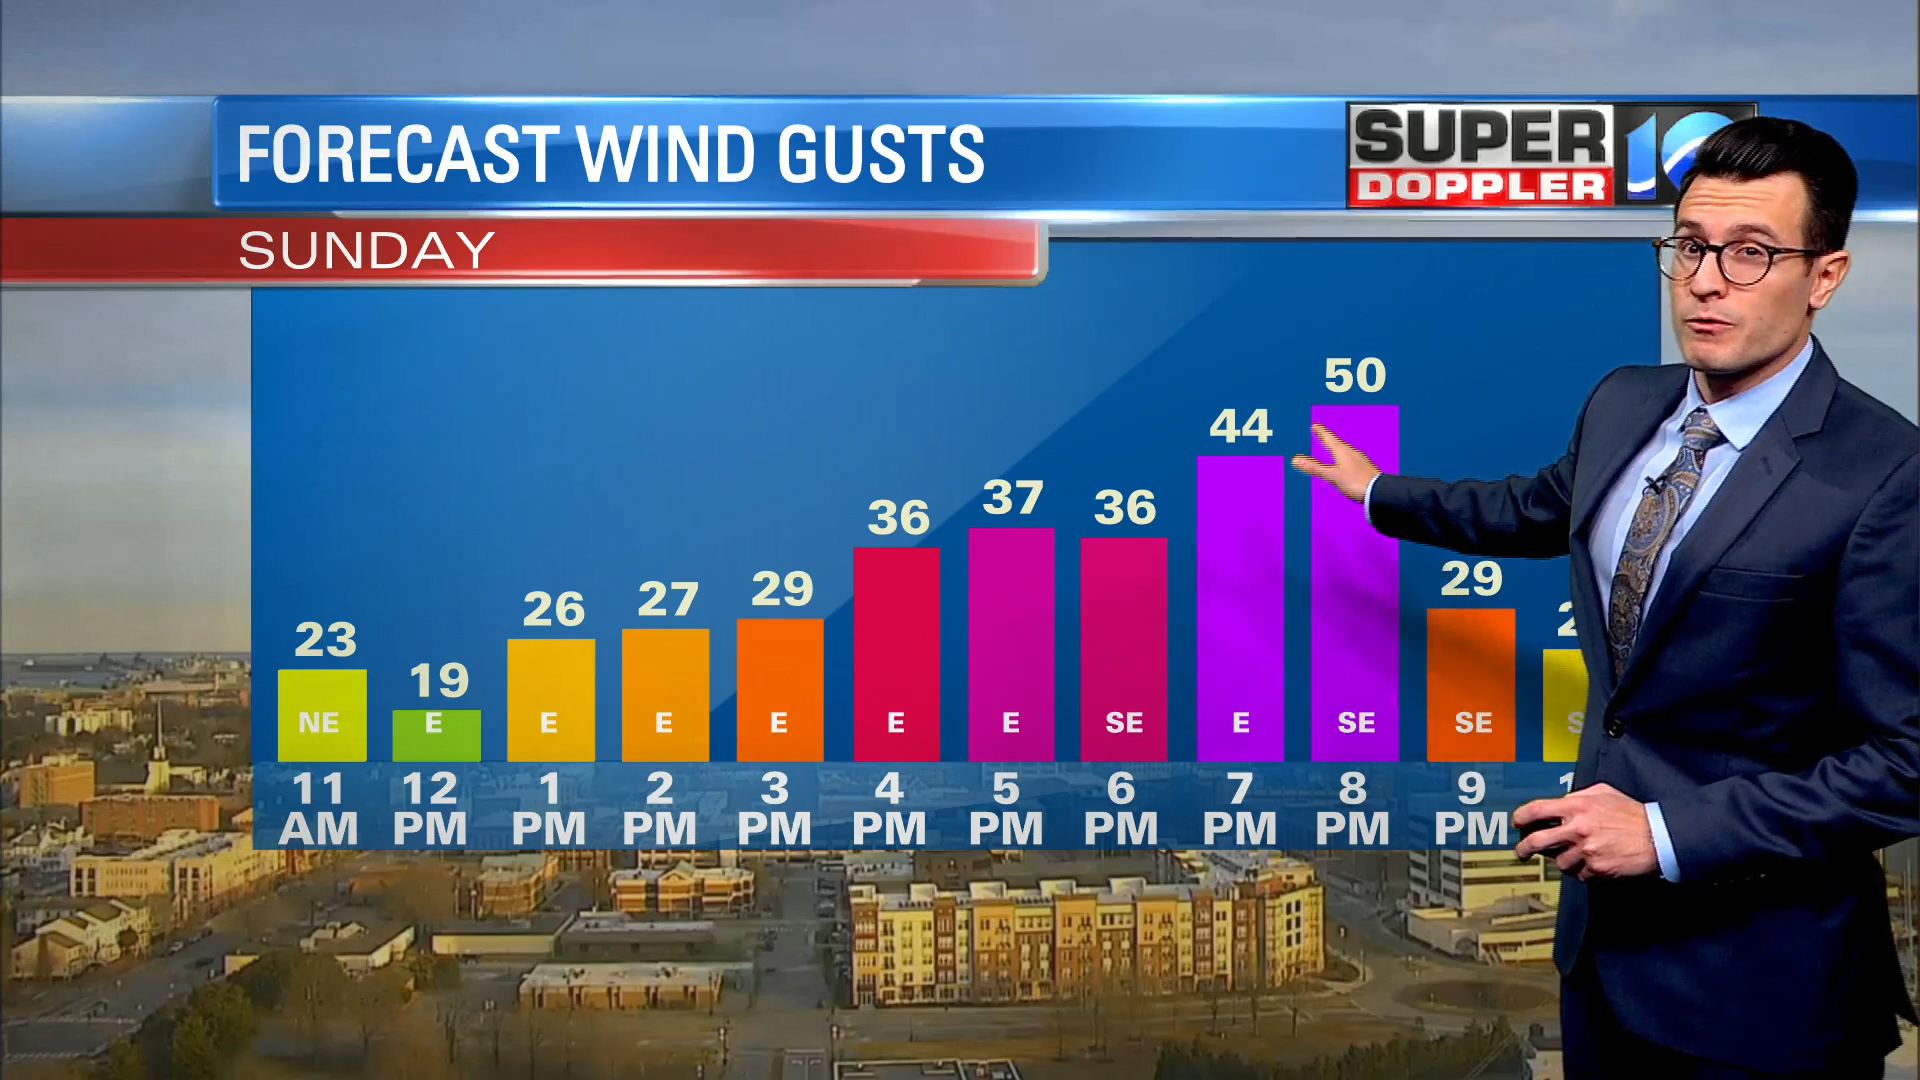 FORECAST WIND GUSTS
SUPER
DOPPLER
SUNDAY
50
44
37
36
36
29
29
27
26
23
19
NE E E E E E E SE E SE SE
11 12 1 2 3 4 5 6 7 8 9
AM PM PM PM PM PM PM PM PM PM PM